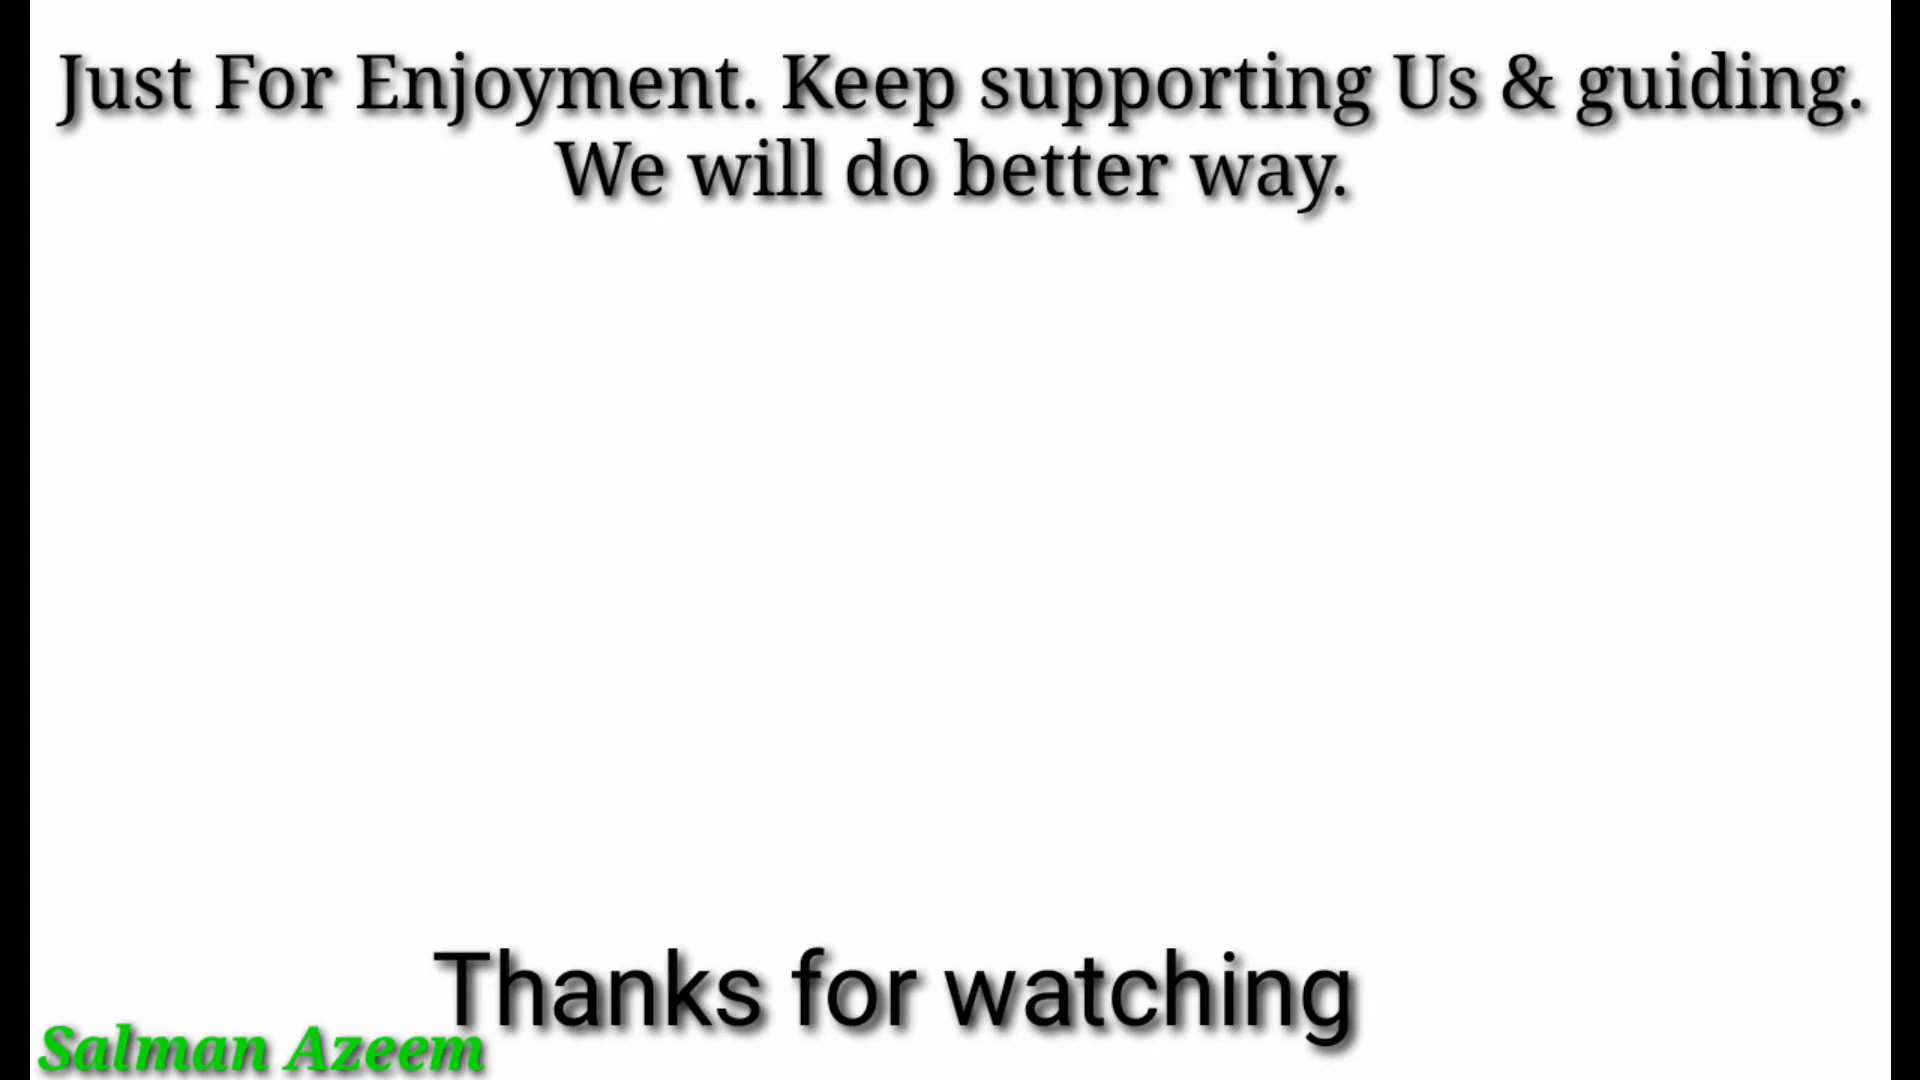 Just For Enjoyment. Keep supporting Us & guiding.
We will do better way.
Thanks for watching
Salman Azeem